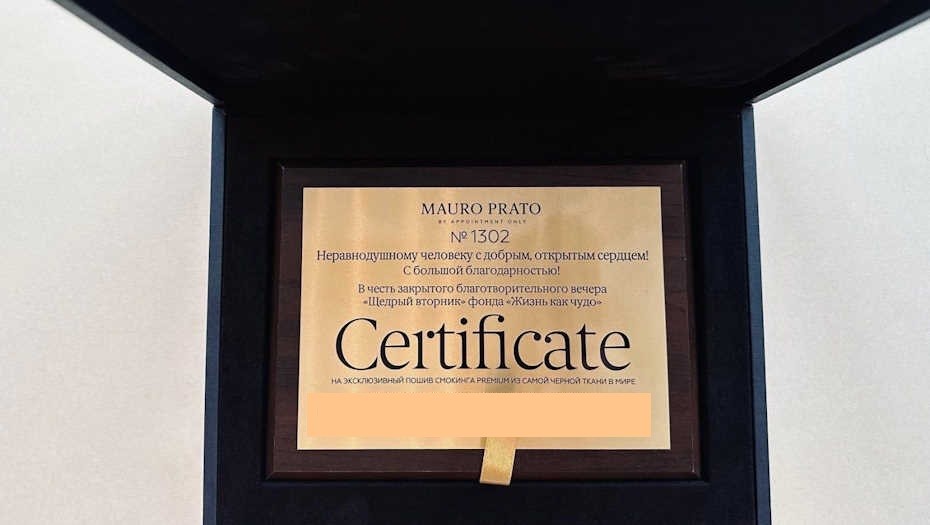 MAURO PRATO
BY APPOINTMENT ONLY
№ 1302
Неравнодушному человеку с добрым, открытым сердцем!
С большой благодарностью!
В честь закрытого благотворительного вечера
«Щедрый вторник» фонда «Жизнь как чудо»
Certificate
НА ЭКСКЛЮЗИВНЫЙ ПОШИВ СМОКИНГА PREMIUM ИЗ САМОЙ ЧЕРНОЙ ТКАНИ В МИРЕ